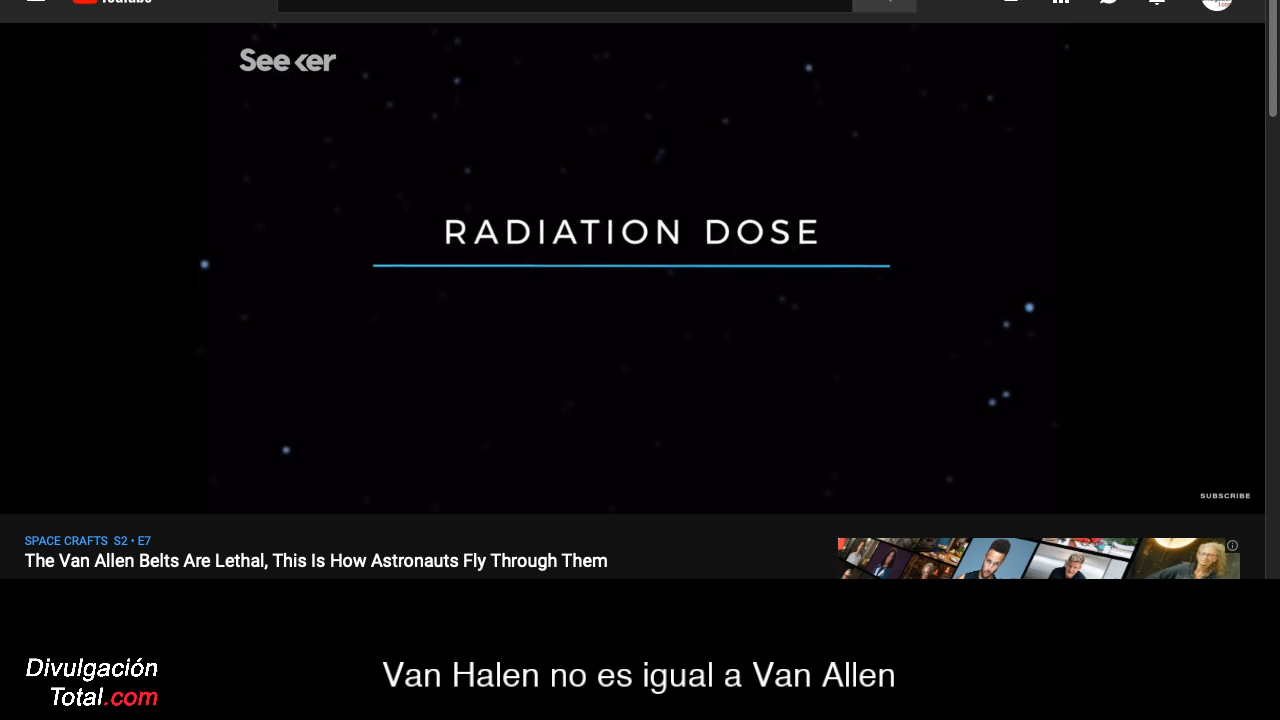 Seeker
RADIATION DOSE
SUBSCRIBE
SPACE CRAFTS S2 • E7
The Van Allen Belts Are Lethal, This Is How Astronauts Fly Through Them
Divulgación
Total.com
Van Halen no es igual a Van Allen